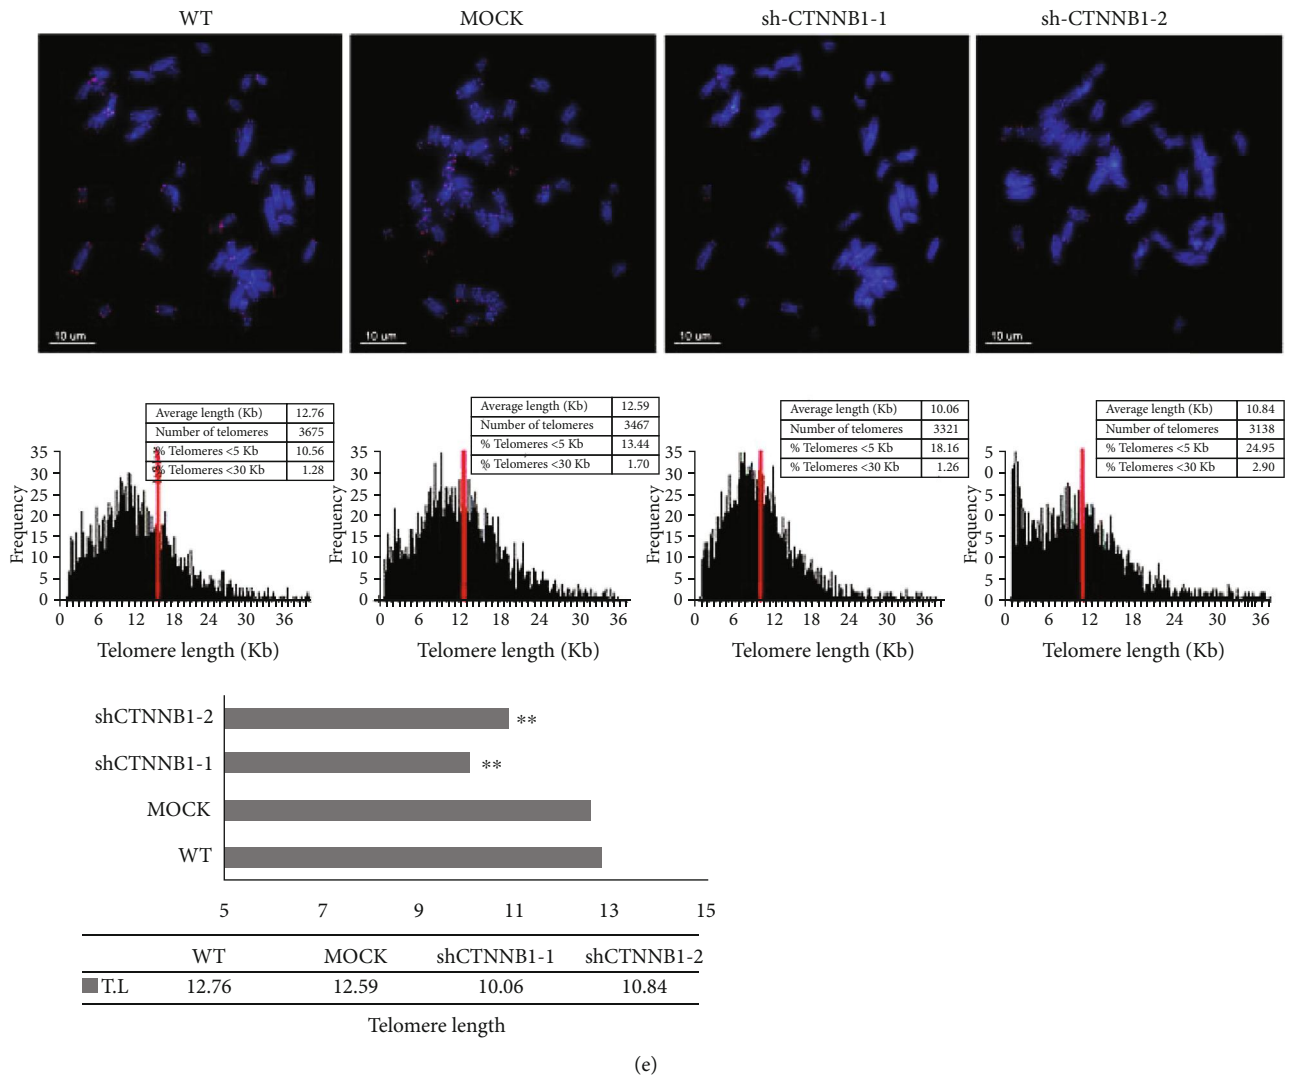 WT MOCK sh-CTNNB1-1 sh-CTNNB1-2
10 um 10 um 10 um 10 um
Average length (Kb) 12.76
Number of telomeres 3675
% Telomeres <5 Kb 10.56
% Telomeres <30 Kb 1.28
Average length (Kb) 12.59
Number of telomeres 3467
% Telomeres <5 Kb 13.44
% Telomeres <30 Kb 1.70
Average length (Kb) 10.06
Number of telomeres 3321
% Telomeres <5 Kb 18.16
% Telomeres <30 Kb 1.26
Average length (Kb) 10.84
Number of telomeres 3138
% Telomeres <5 Kb 24.95
% Telomeres <30 Kb 2.90
Frequency
35
30
25
20
15
10
5
0
0 6 12 18 24 30 36
Telomere length (Kb)
Frequency
35
30
25
20
15
10
5
0
0 6 12 18 24 30 36
Telomere length (Kb)
Frequency
35
30
25
20
15
10
5
0
0 6 12 18 24 30 36
Telomere length (Kb)
Frequency
5
0
5
0
5
0
5
0
0 6 12 18 24 30 36
Telomere length (Kb)
shCTNNB1-2 **
shCTNNB1-1 **
MOCK
WT
5 7 9 11 13 15
WT MOCK shCTNNB1-1 shCTNNB1-2
T.L 12.76 12.59 10.06 10.84
Telomere length
(e)